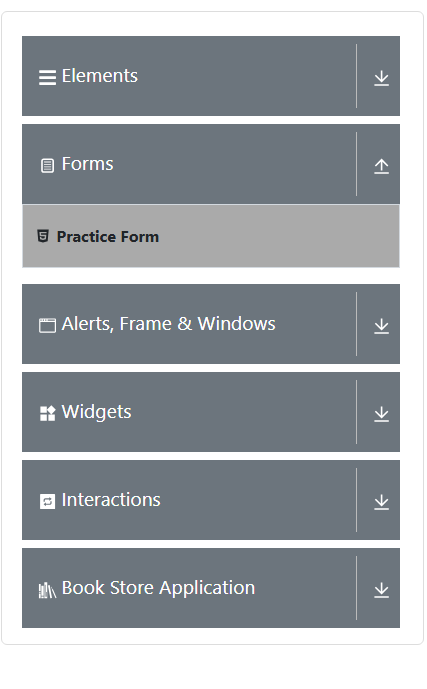 Elements
Forms
Practice Form
Alerts, Frame & Windows
Widgets
Interactions
Book Store Application